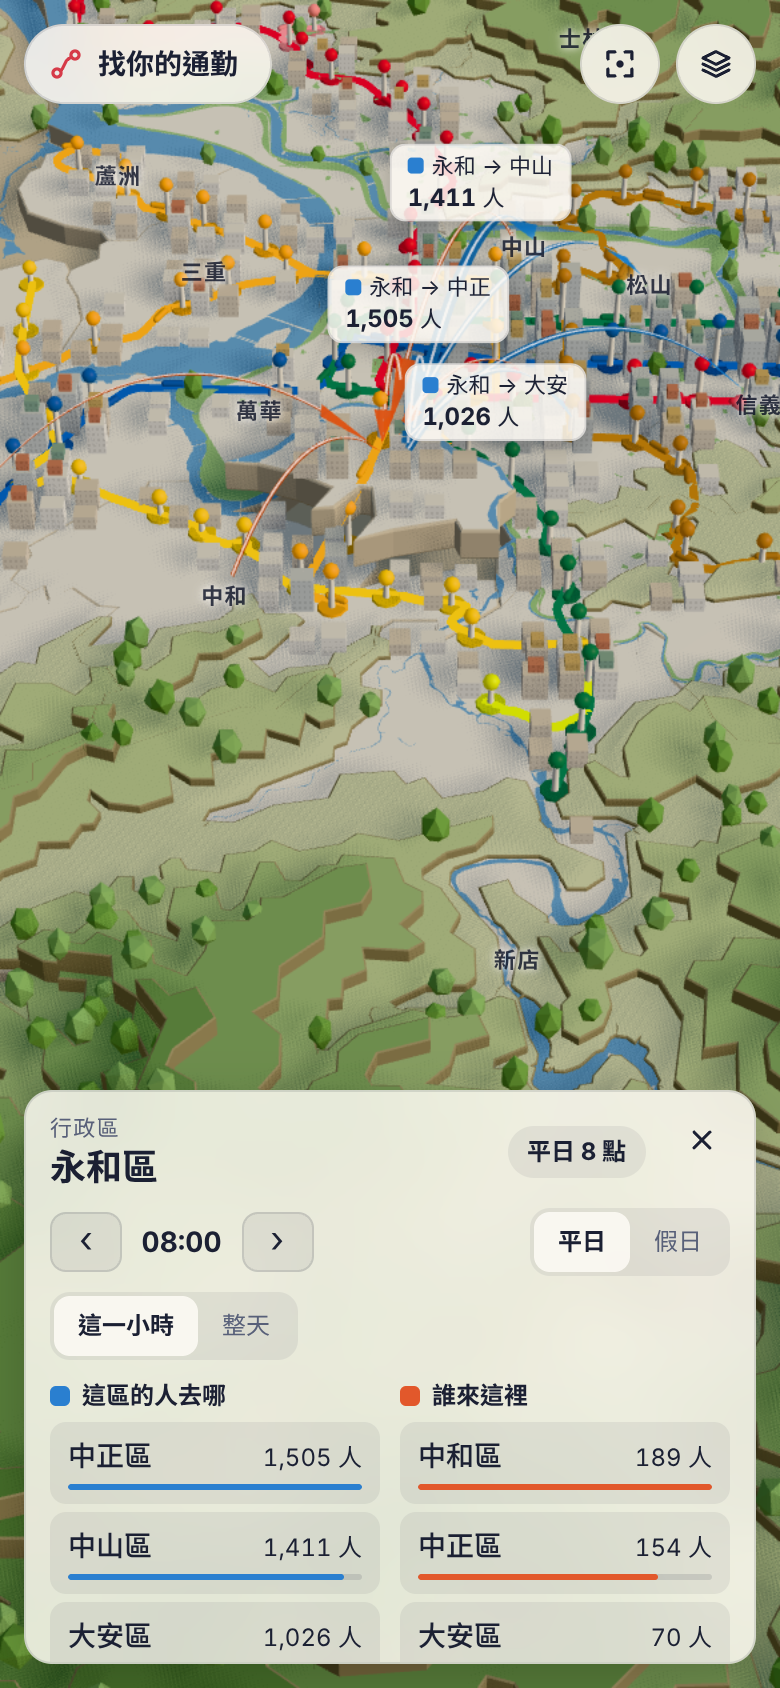 找你的通勤
蘆洲
永和 → 中山
1,411 人
中山
三重
松山
永和 → 中正
1,505 人
永和 → 大安
1,026 人
萬華
信義
中和
新店
行政區
永和區
平日 8 點
08:00
平日
假日
這一小時
整天
這區的人去哪
誰來這裡
中正區 1,505 人
中和區 189 人
中山區 1,411 人
中正區 154 人
大安區 1,026 人
大安區 70 人